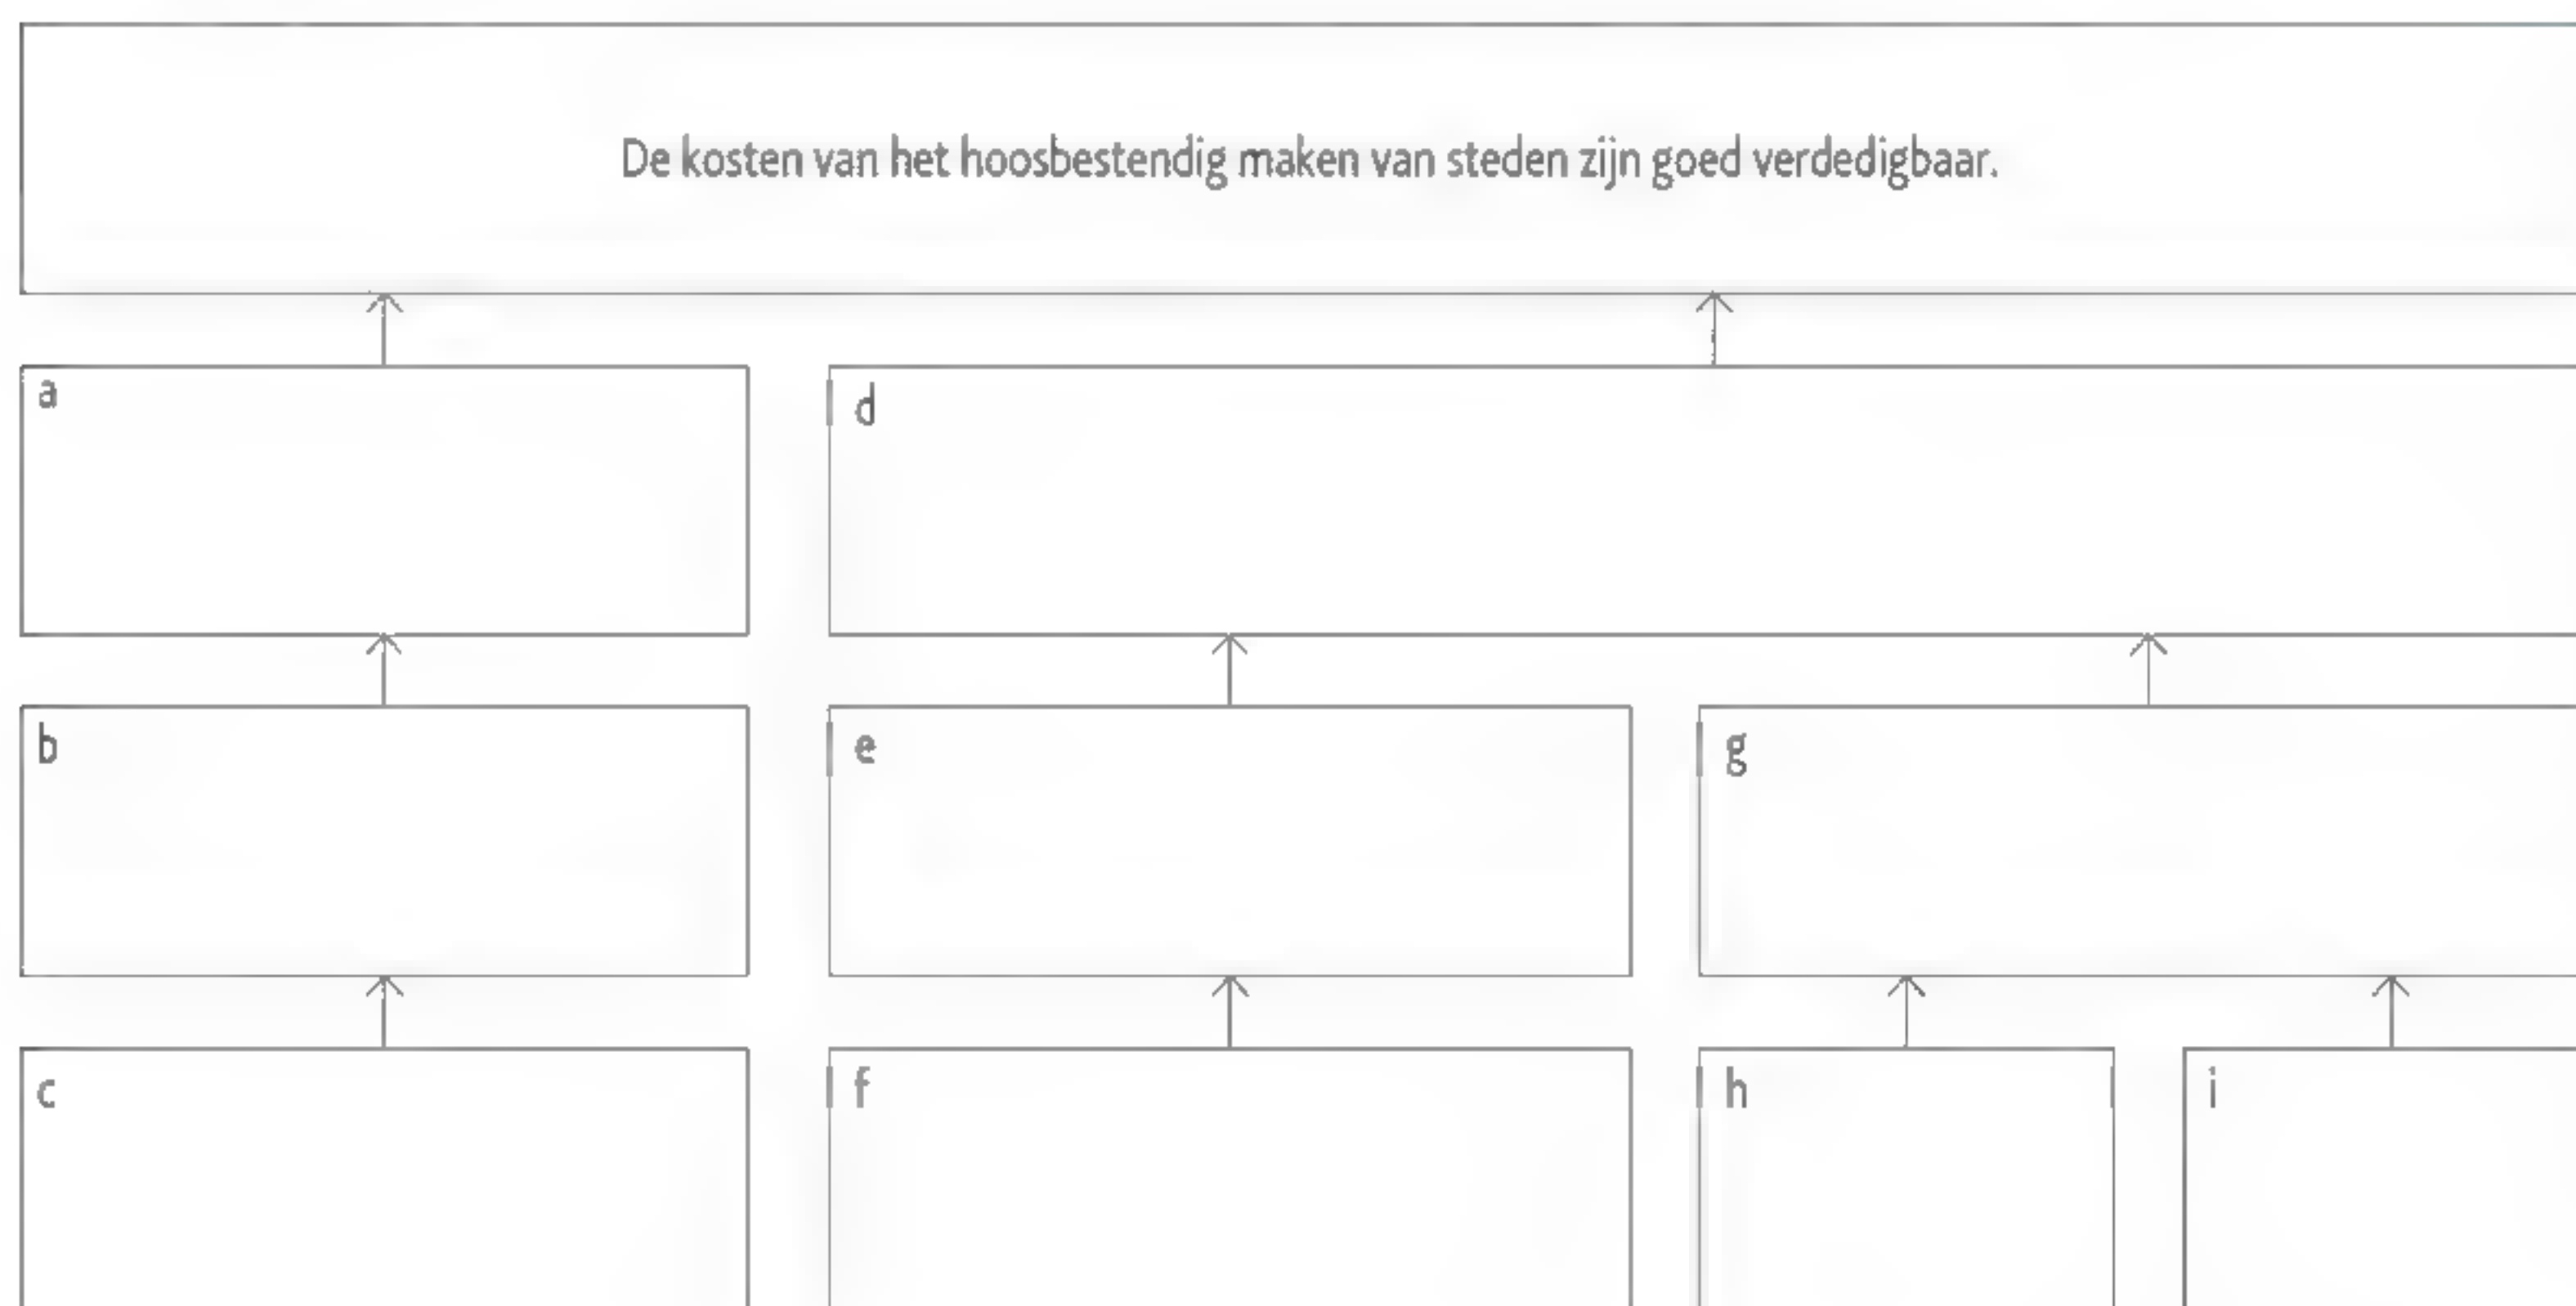 De kosten van het hoosbestendig maken van steden zijn goed verdedigbaar.
a
d
b
e
g
c
f
h
i